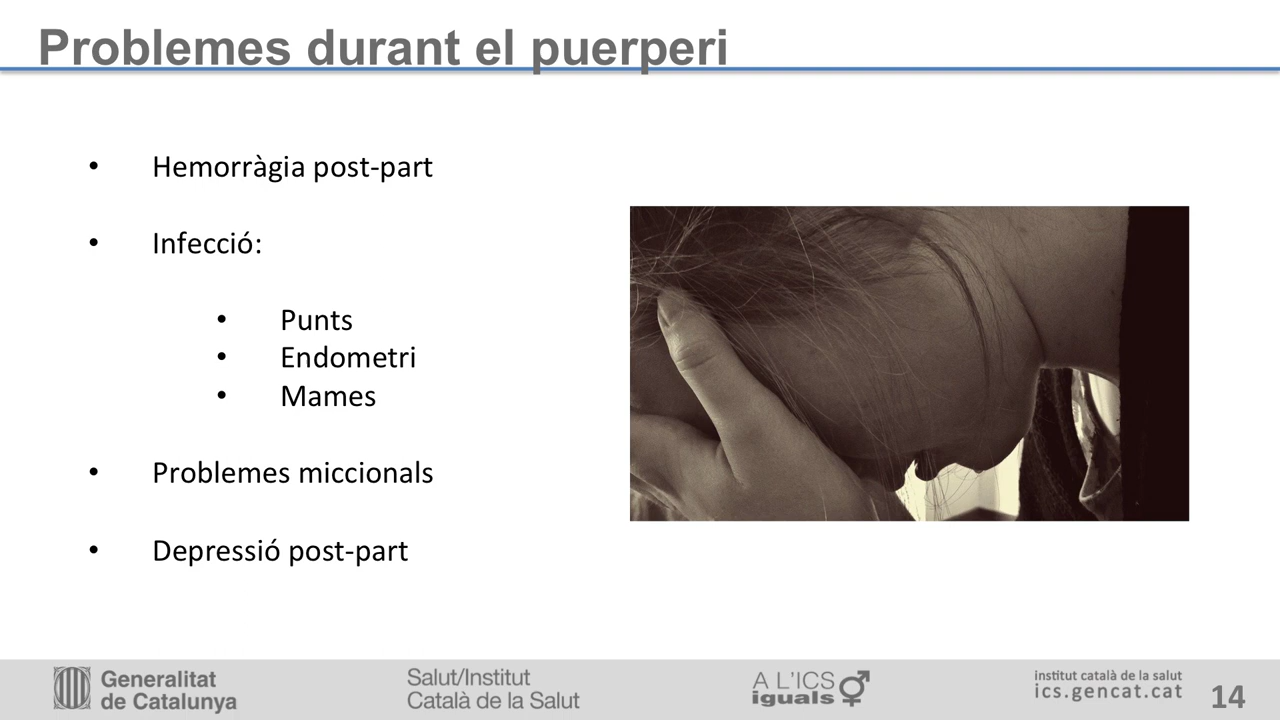 Problemes durant el puerperi
• Hemorràgia post-part
• Infecció:
• Punts
• Endometri
• Mames
• Problemes miccionals
• Depressió post-part
Generalitat
de Catalunya
Salut/Institut
Català de la Salut
A L'ICS
iguals
institut català de la salut
ics.gencat.cat
14